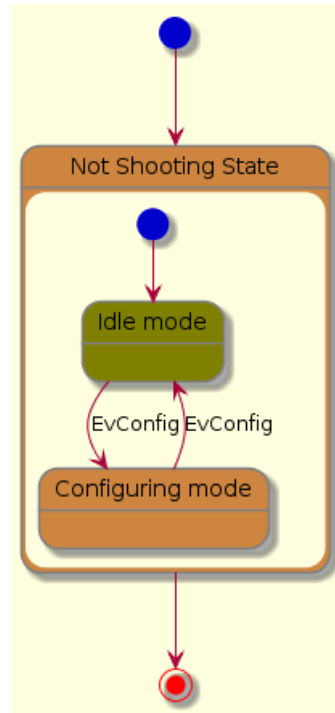 Not Shooting State
Idle mode
EvConfig EvConfig
Configuring mode